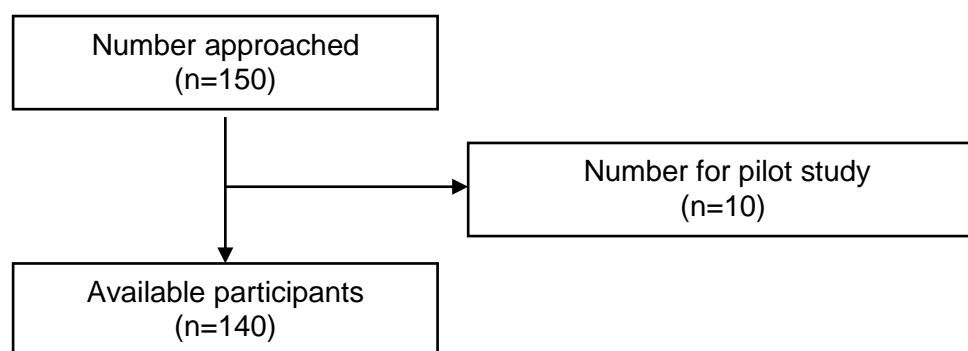 Number approached
(n=150)
Number for pilot study
(n=10)
Available participants
(n=140)